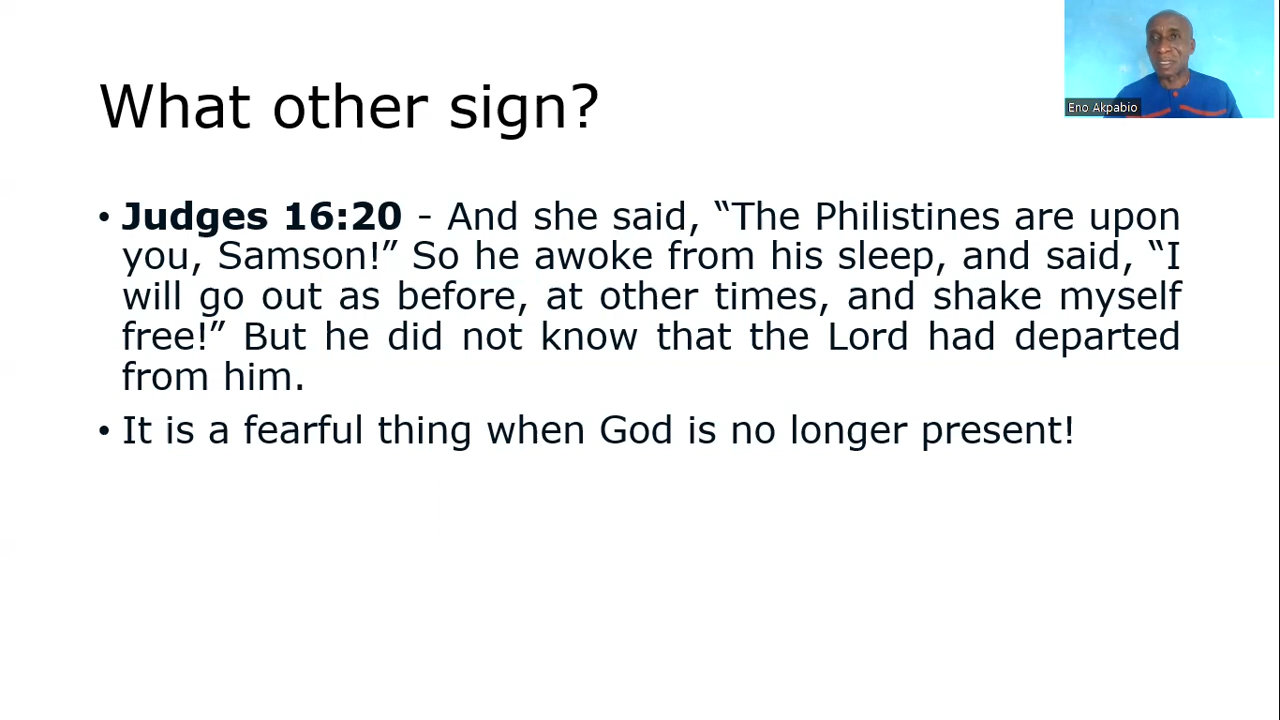 What other sign?
Eno Akpabio
• Judges 16:20 - And she said, “The Philistines are upon
you, Samson!” So he awoke from his sleep, and said, “I
will go out as before, at other times, and shake myself
free!” But he did not know that the Lord had departed
from him.
• It is a fearful thing when God is no longer present!